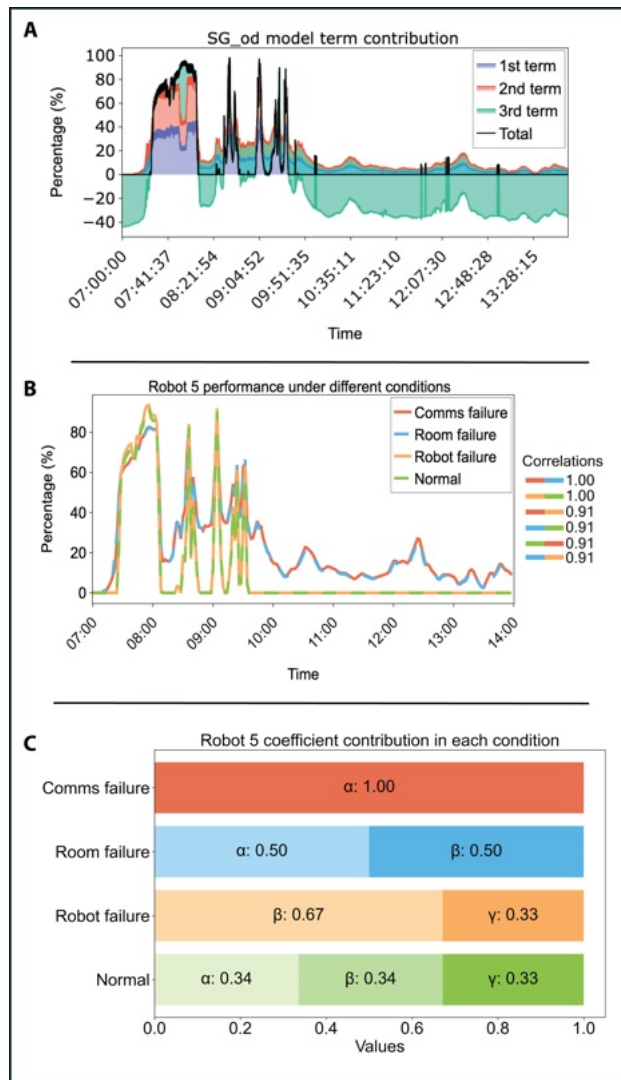 A
SG_od model term contribution
Percentage (%)
100
80
60
40
20
0
−20
−40
1st term
2nd term
3rd term
Total
07:00:00
07:41:37
08:21:54
09:04:52
09:51:35
10:35:11
11:23:10
12:07:30
12:48:28
13:28:15
Time
B
Robot 5 performance under different conditions
Percentage (%)
80
60
40
20
0
Comms failure
Room failure
Robot failure
Normal
Correlations
1.00
1.00
0.91
0.91
0.91
0.91
07:00
08:00
09:00
10:00
11:00
12:00
13:00
14:00
Time
C
Robot 5 coefficient contribution in each condition
Comms failure
α: 1.00
Room failure
α: 0.50
β: 0.50
Robot failure
β: 0.67
γ: 0.33
Normal
α: 0.34
β: 0.34
γ: 0.33
0.0
0.2
0.4
0.6
0.8
1.0
Values